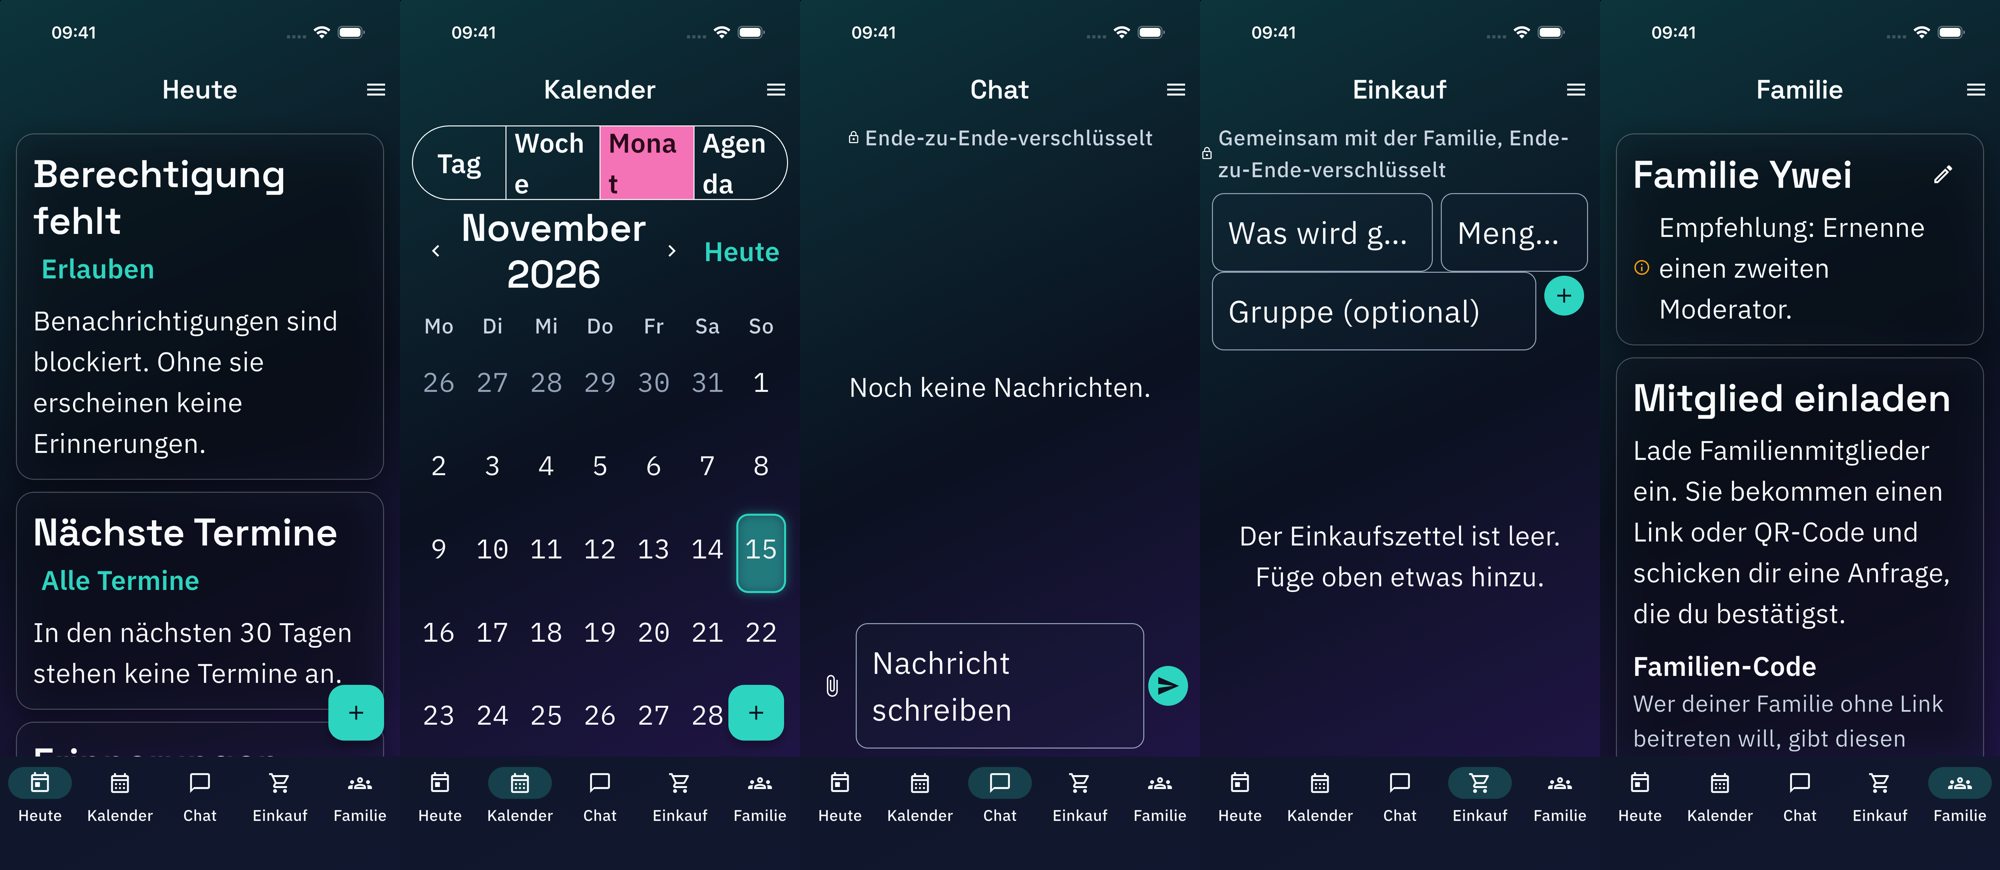 09:41
Heute
Berechtigung
fehlt
Erlauben
Benachrichtigungen sind
blockiert. Ohne sie
erscheinen keine
Erinnerungen.
Nächste Termine
Alle Termine
In den nächsten 30 Tagen
stehen keine Termine an.
Erinnerungen
Heute Kalender Chat Einkauf Familie
09:41
Kalender
Tag Woch Mona Agen
e t da
November
2026
Heute
Mo Di Mi Do Fr Sa So
26 27 28 29 30 31 1
2 3 4 5 6 7 8
9 10 11 12 13 14 15
16 17 18 19 20 21 22
23 24 25 26 27 28
Heute Kalender Chat Einkauf Familie
09:41
Chat
Ende-zu-Ende-verschlüsselt
Noch keine Nachrichten.
Nachricht
schreiben
Heute Kalender Chat Einkauf Familie
09:41
Einkauf
Gemeinsam mit der Familie, Ende-
zu-Ende-verschlüsselt
Was wird g... Meng...
Gruppe (optional)
Der Einkaufszettel ist leer.
Füge oben etwas hinzu.
Heute Kalender Chat Einkauf Familie
09:41
Familie
Familie Ywei
Empfehlung: Ernenne
einen zweiten
Moderator.
Mitglied einladen
Lade Familienmitglieder
ein. Sie bekommen einen
Link oder QR-Code und
schicken dir eine Anfrage,
die du bestätigst.
Familien-Code
Wer deiner Familie ohne Link
beitreten will, gibt diesen
Heute Kalender Chat Einkauf Familie